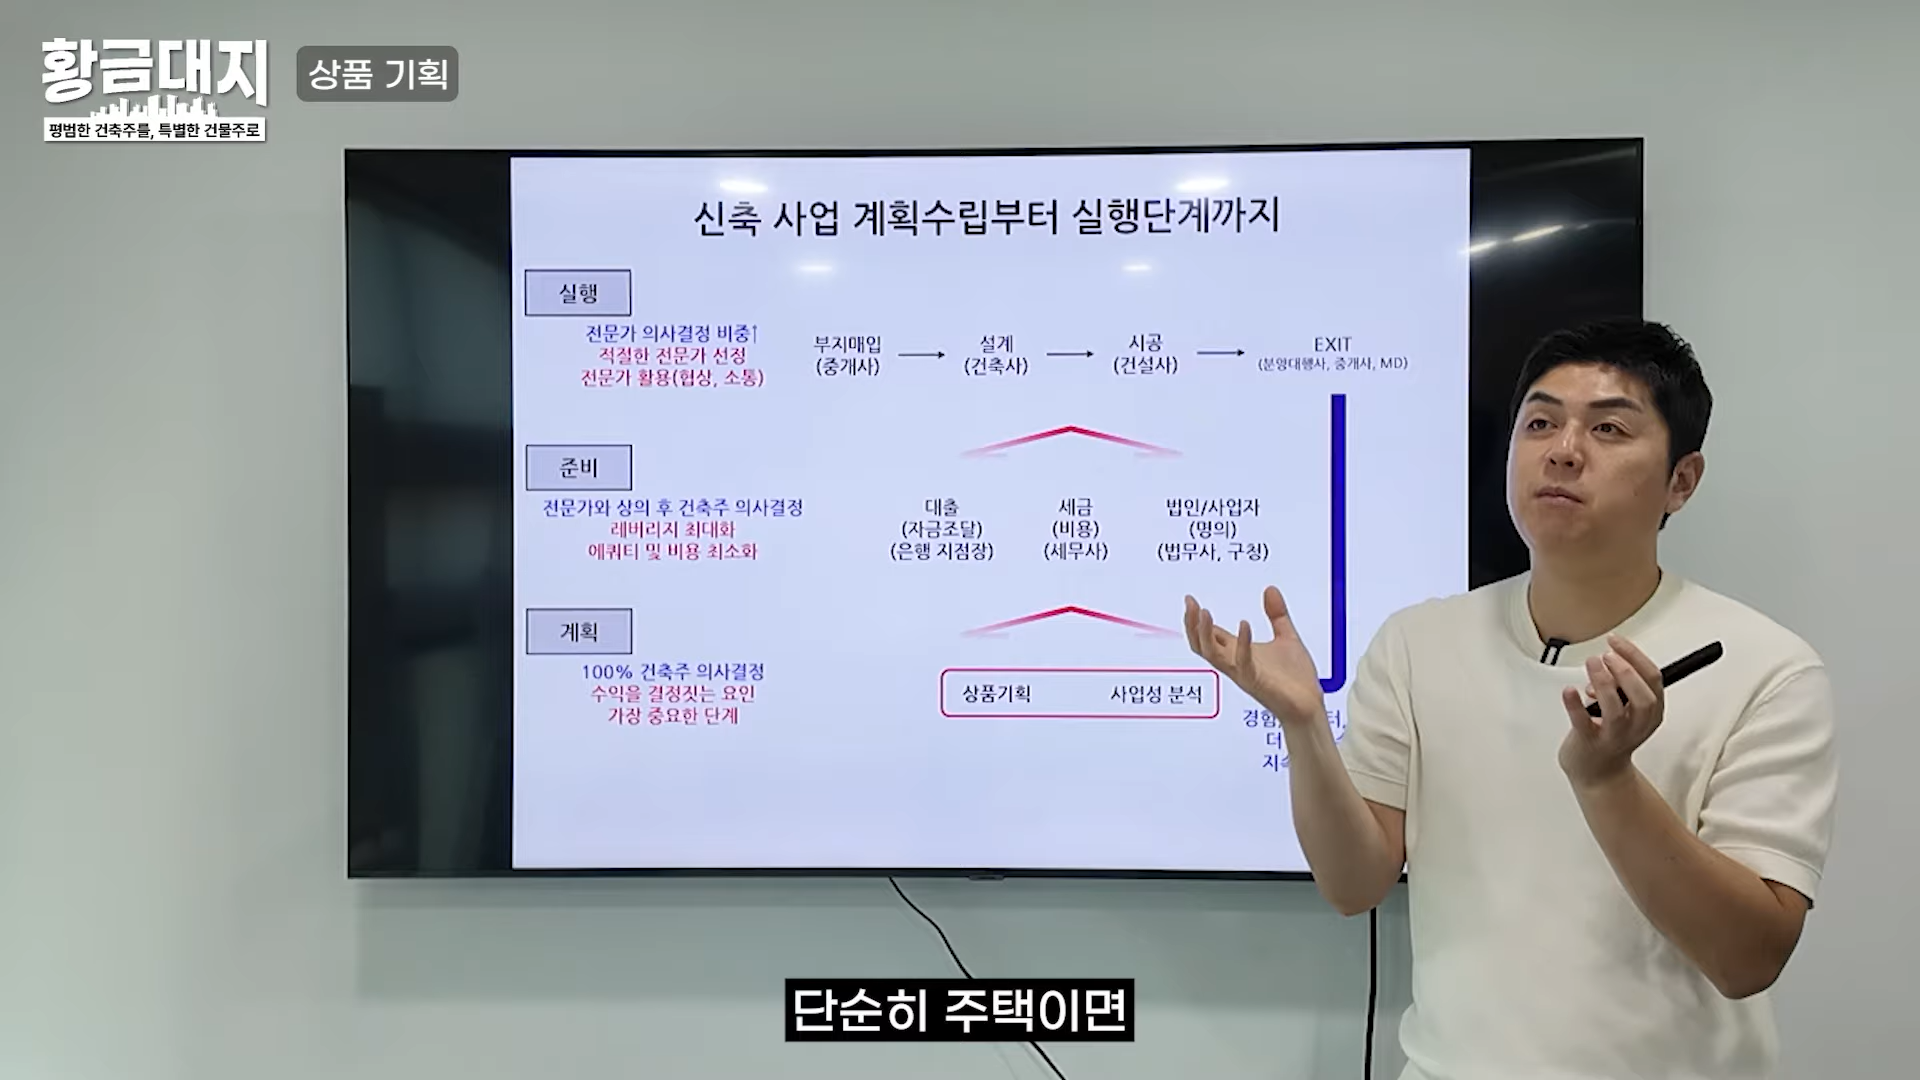 황금대지
평범한 건축주를, 특별한 건물주로
상품 기획
신축 사업 계획수립부터 실행단계까지
실행
전문가 의사결정 비중↑
적절한 전문가 선정
전문가 활용(협상, 소통)
부지매입
(중개사)
설계
(건축사)
시공
(건설사)
EXIT
(분양대행사, 중개사, MD)
준비
전문가와 상의 후 건축주 의사결정
레버리지 최대화
에쿼티 및 비용 최소화
대출
(자금조달)
(은행 지점장)
세금
(비용)
(세무사)
법인/사업자
(명의)
(법무사, 구청)
계획
100% 건축주 의사결정
수익을 결정짓는 요인
가장 중요한 단계
상품기획
사업성 분석
경험,
더
단순히 주택이면